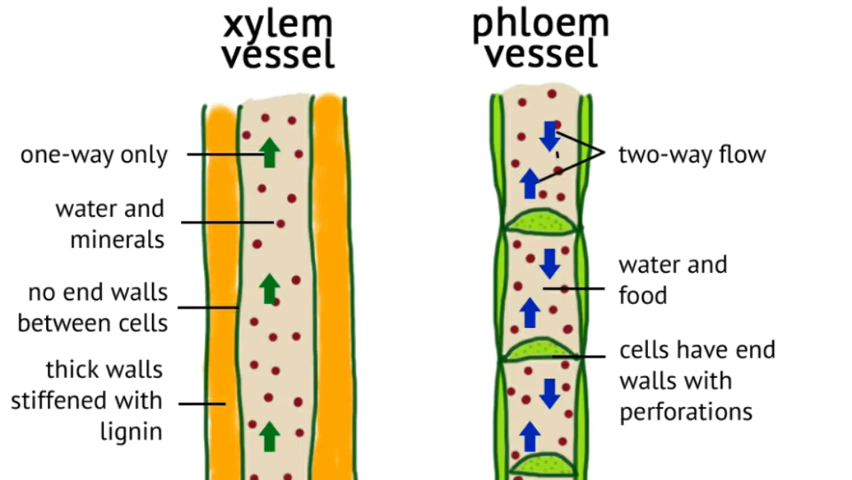 xylem
vessel
phloem
vessel
one-way only
water and
minerals
no end walls
between cells
thick walls
stiffened with
lignin
two-way flow
water and
food
cells have end
walls with
perforations